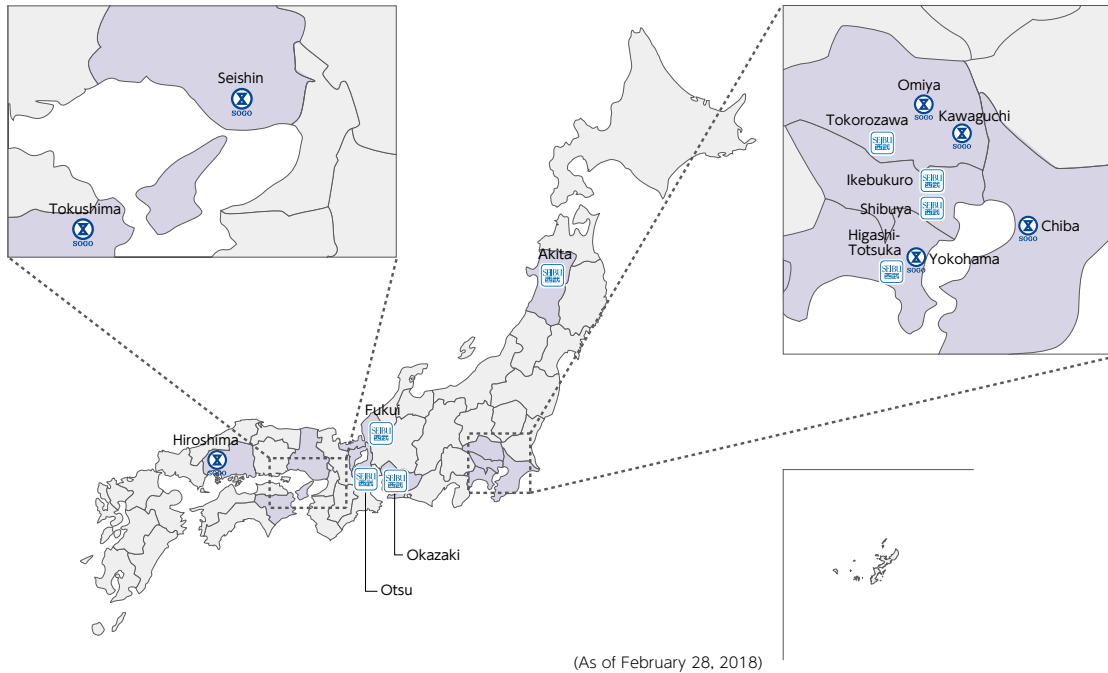 Seishin
SOGO
Tokushima
SOGO
Omiya
SOGO
Kawaguchi
SOGO
Tokorozawa
SEIBU
西武
Ikebukuro
SEIBU
西武
Shibuya
SEIBU
西武
Chiba
SOGO
Higashi-
Totsuka
SEIBU
西武
Yokohama
SOGO
Akita
SEIBU
西武
Fukui
SEIBU
西武
Hiroshima
SOGO
SEIBU
西武
SEIBU
西武
Okazaki
Otsu
(As of February 28, 2018)